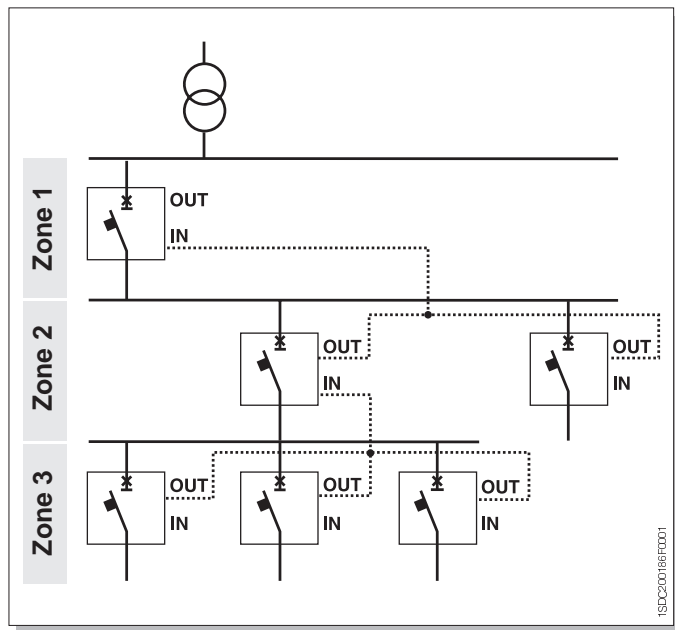 Zone 1
OUT
IN
Zone 2
OUT
IN
OUT
IN
Zone 3
OUT
IN
OUT
IN
OUT
IN
1SDC200186F0001